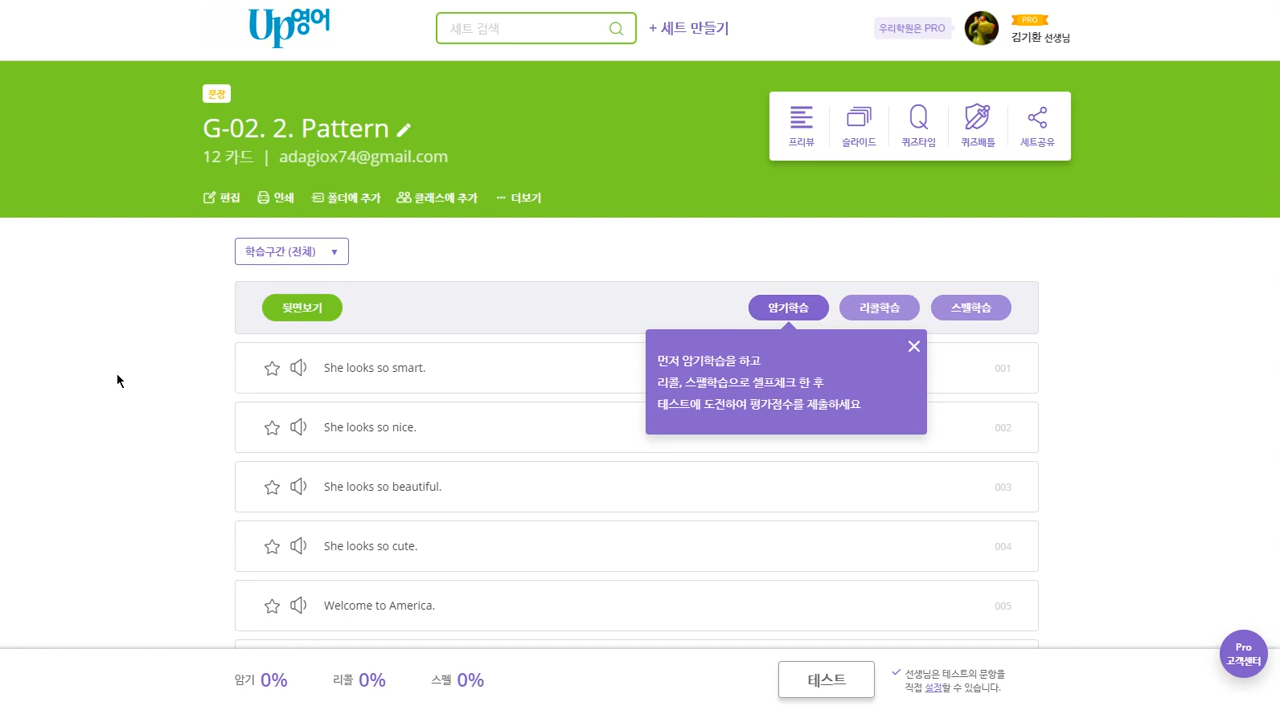 Up영어
세트 검색
+ 세트 만들기
우리학원은 PRO
PRO
김기환 선생님
문장
G-02. 2. Pattern
12 카드 | adagiox74@gmail.com
프리뷰
슬라이드
퀴즈타임
퀴즈배틀
세트공유
편집
인쇄
폴더에 추가
클래스에 추가
··· 더보기
학습구간 (전체) ▼
뒷면보기
암기학습
리콜학습
스펠학습
먼저 암기학습을 하고
리콜, 스펠학습으로 셀프체크 한 후
테스트에 도전하여 평가점수를 제출하세요
She looks so smart.
001
She looks so nice.
002
She looks so beautiful.
003
She looks so cute.
004
Welcome to America.
005
암기 0%
리콜 0%
스펠 0%
테스트
선생님은 테스트의 문항을
직접 설정할 수 있습니다.
Pro
고객센터